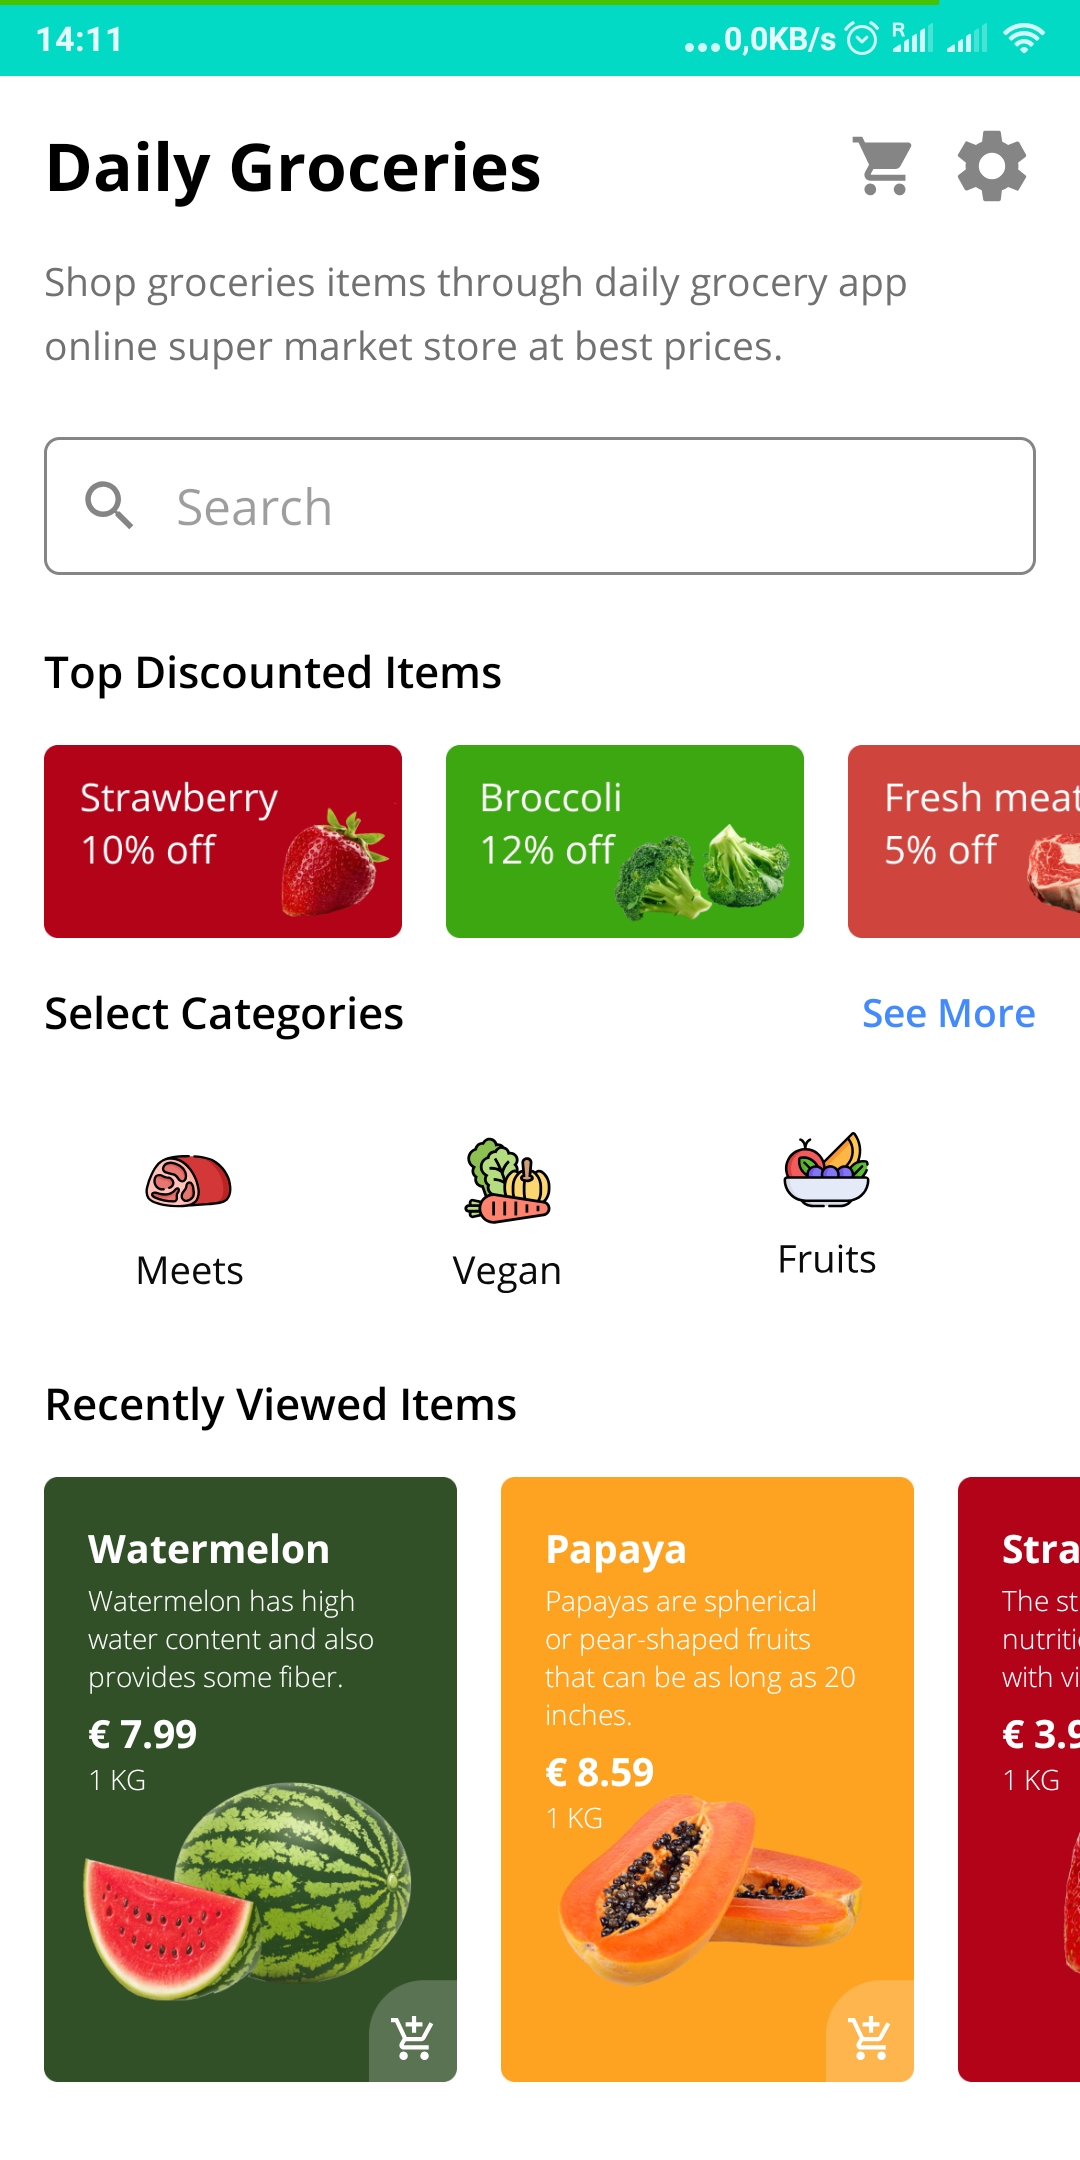 14:11
...0,0KB/s
R
Daily Groceries
Shop groceries items through daily grocery app
online super market store at best prices.
Search
Top Discounted Items
Strawberry
10% off
Broccoli
12% off
Fresh meat
5% off
Select Categories
See More
Meets
Vegan
Fruits
Recently Viewed Items
Watermelon
Watermelon has high
water content and also
provides some fiber.
€ 7.99
1 KG
Papaya
Papayas are spherical
or pear-shaped fruits
that can be as long as 20
inches.
€ 8.59
1 KG
Stra
The st
nutriti
with vi
€ 3.9
1 KG